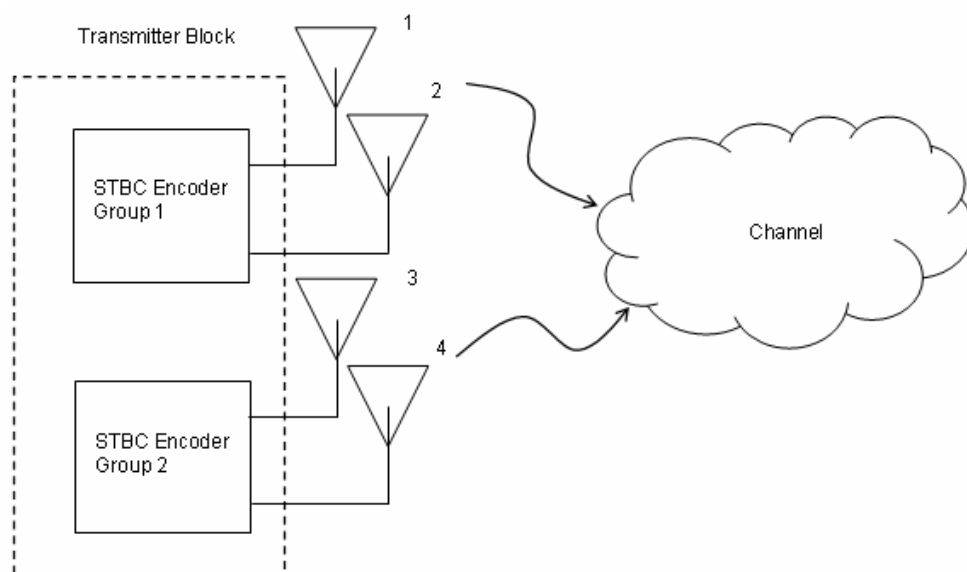 Transmitter Block
1
2
STBC Encoder
Group 1
Channel
3
4
STBC Encoder
Group 2